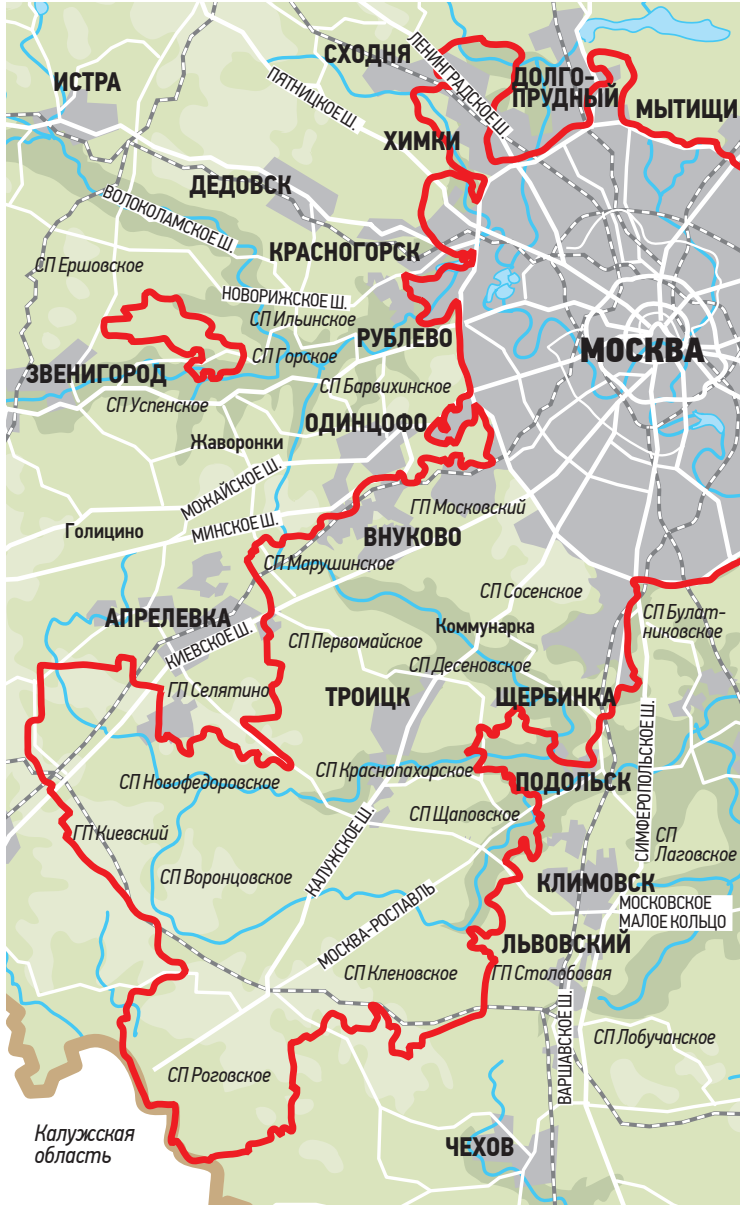 СХОДНЯ
ЛЕНИНГРАДСКОЕ Ш.
ДОЛГО-
ПРУДНЫЙ
ИСТРА
ПЯТНИЦКОЕ Ш.
МЫТИЩИ
ХИМКИ
ДЕДОВСК
ВОЛОКОЛАМСКОЕ Ш.
КРАСНОГОРСК
СП Ершовское
НОВОРИЖСКОЕ Ш.
СП Ильинское
РУБЛЕВО
МОСКВА
СП Горское
ЗВЕНИГОРОД
СП Барвихинское
СП Успенское
ОДИНЦОФО
Жаворонки
МОЖАЙСКОЕ Ш.
ГП Московский
МИНСКОЕ Ш.
Голицино
ВНУКОВО
СП Марушинское
СП Сосенское
АПРЕЛЕВКА
СП Булат-
никовское
Коммунарка
КИЕВСКОЕ Ш.
СП Первомайское
СП Десеновское
ГП Селятино
ТРОИЦК
ЩЕРБИНКА
СИМФЕРОПОЛЬСКОЕ Ш.
СП Новофедоровское
СП Краснопахорское
ПОДОЛЬСК
СП Щаповское
ГП Киевский
КАЛУЖСКОЕ Ш.
СП
Лаговское
СП Воронцовское
КЛИМОВСК
МОСКВА-РОСЛАВЛЬ
МОСКОВСКОЕ
МАЛОЕ КОЛЬЦО
ЛЬВОВСКИЙ
СП Кленовское
ГП Столобовая
ВАРШАВСКОЕ Ш.
СП Лобучанское
СП Роговское
Калужская
область
ЧЕХОВ